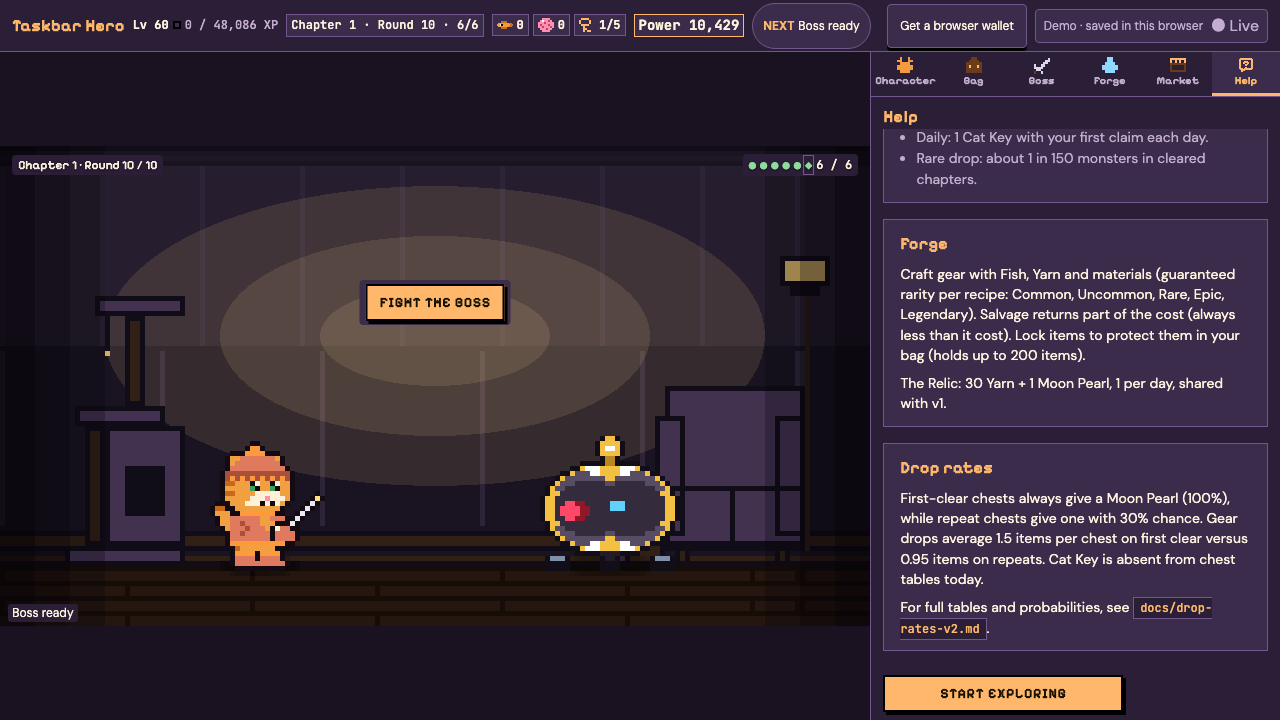 Taskbar Hero
Lv 60
0 / 48,086 XP
Chapter 1 · Round 10 · 6/6
0
0
1/5
Power 10,429
NEXT Boss ready
Get a browser wallet
Demo · saved in this browser
Live
Character
Bag
Boss
Forge
Market
Help
Chapter 1 · Round 10 / 10
6 / 6
FIGHT THE BOSS
Boss ready
Help
Daily: 1 Cat Key with your first claim each day.
Rare drop: about 1 in 150 monsters in cleared
chapters.
Forge
Craft gear with Fish, Yarn and materials (guaranteed
rarity per recipe: Common, Uncommon, Rare, Epic,
Legendary). Salvage returns part of the cost (always
less than it cost). Lock items to protect them in your
bag (holds up to 200 items).
The Relic: 30 Yarn + 1 Moon Pearl, 1 per day, shared
with v1.
Drop rates
First-clear chests always give a Moon Pearl (100%),
while repeat chests give one with 30% chance. Gear
drops average 1.5 items per chest on first clear versus
0.95 items on repeats. Cat Key is absent from chest
tables today.
For full tables and probabilities, see docs/drop-
rates-v2.md.
START EXPLORING